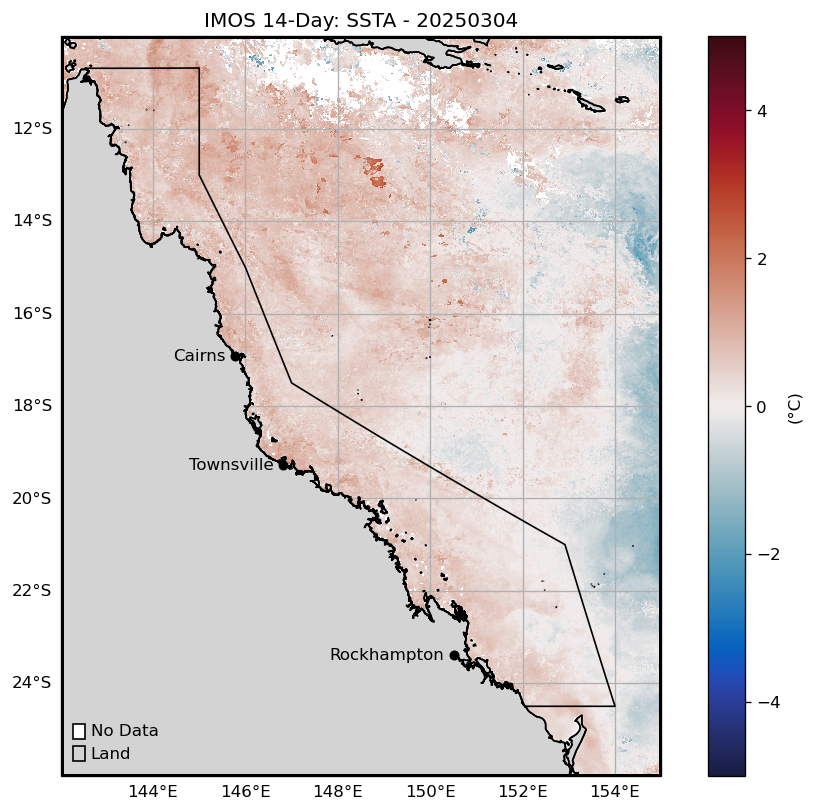 IMOS 14-Day: SSTA - 20250304
12°S
14°S
16°S
18°S
20°S
22°S
24°S
Cairns
Townsville
Rockhampton
No Data
Land
144°E 146°E 148°E 150°E 152°E 154°E
4
2
0
−2
−4
(°C)